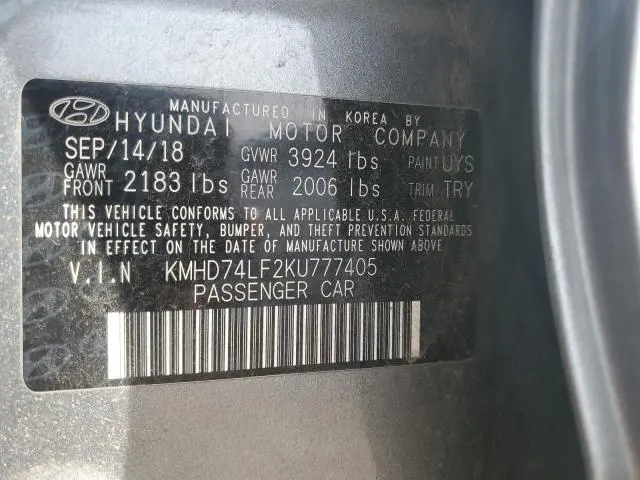 MANUFACTURED IN KOREA BY
HYUNDAI MOTOR COMPANY
SEP/14/18 GVWR 3924 lbs PAINT UYS
GAWR FRONT 2183 lbs GAWR REAR 2006 lbs TRIM TRY
THIS VEHICLE CONFORMS TO ALL APPLICABLE U.S.A. FEDERAL
MOTOR VEHICLE SAFETY, BUMPER, AND THEFT PREVENTION STANDARDS
IN EFFECT ON THE DATE OF MANUFACTURE SHOWN ABOVE
V.I.N KMHD74LF2KU777405
PASSENGER CAR